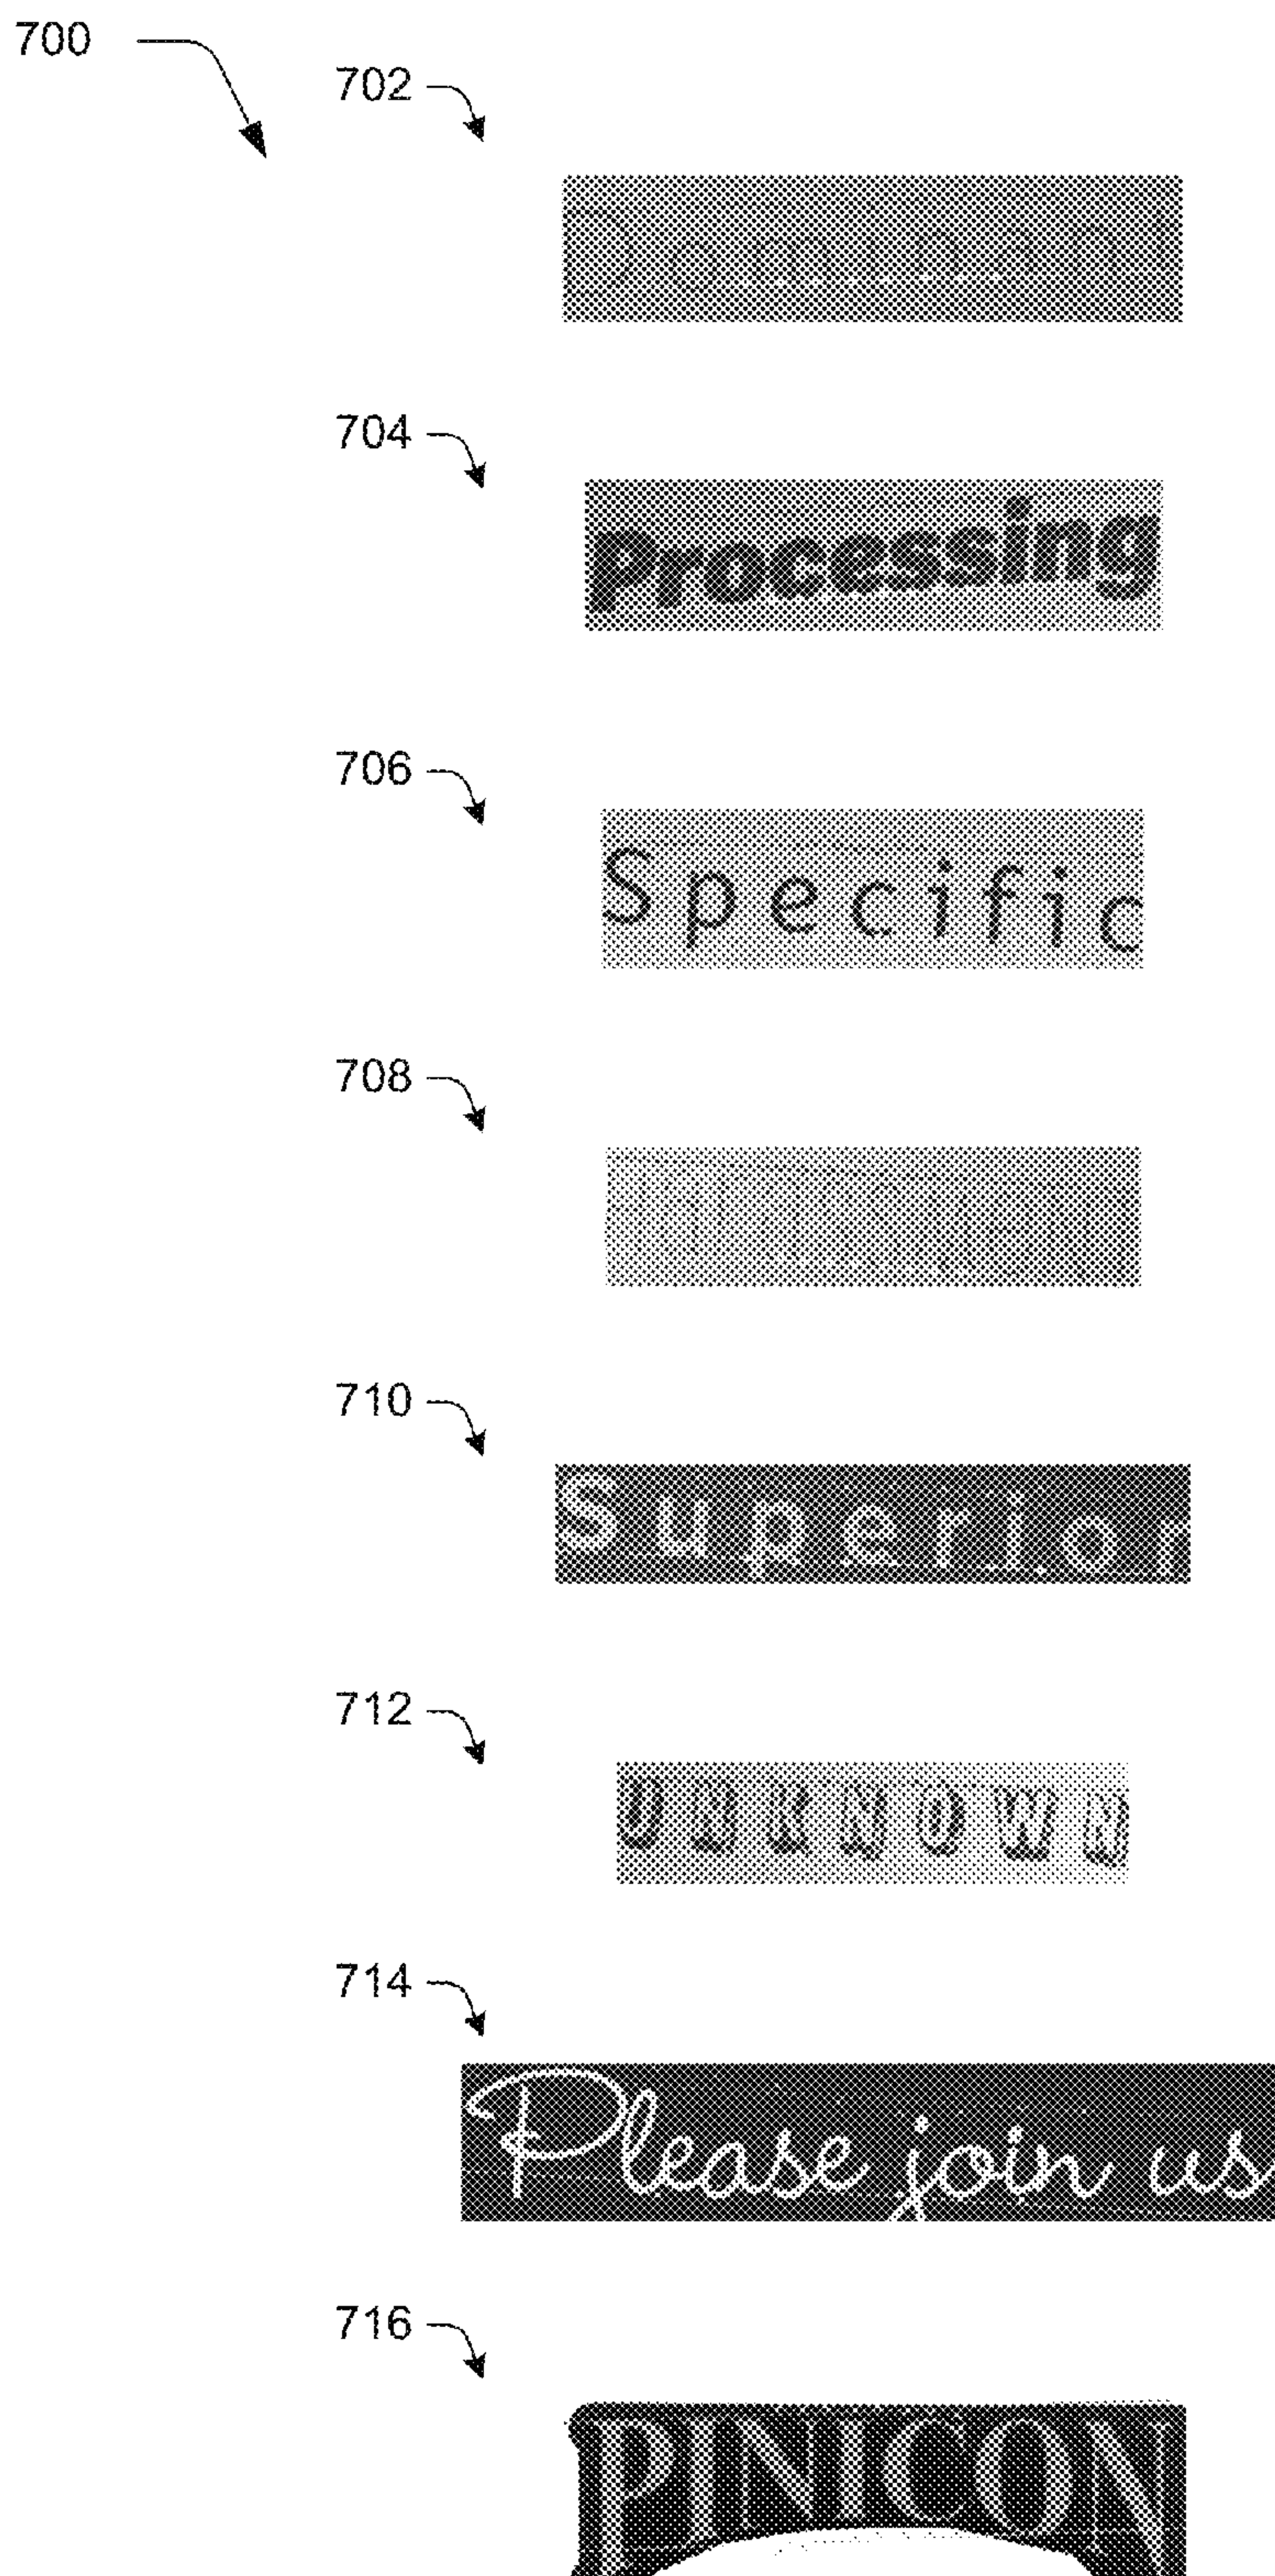 700
702
704
Processing
706
Specific
708
710
Superior
712
UNKNOWN
714
Please join us
716
PINICON